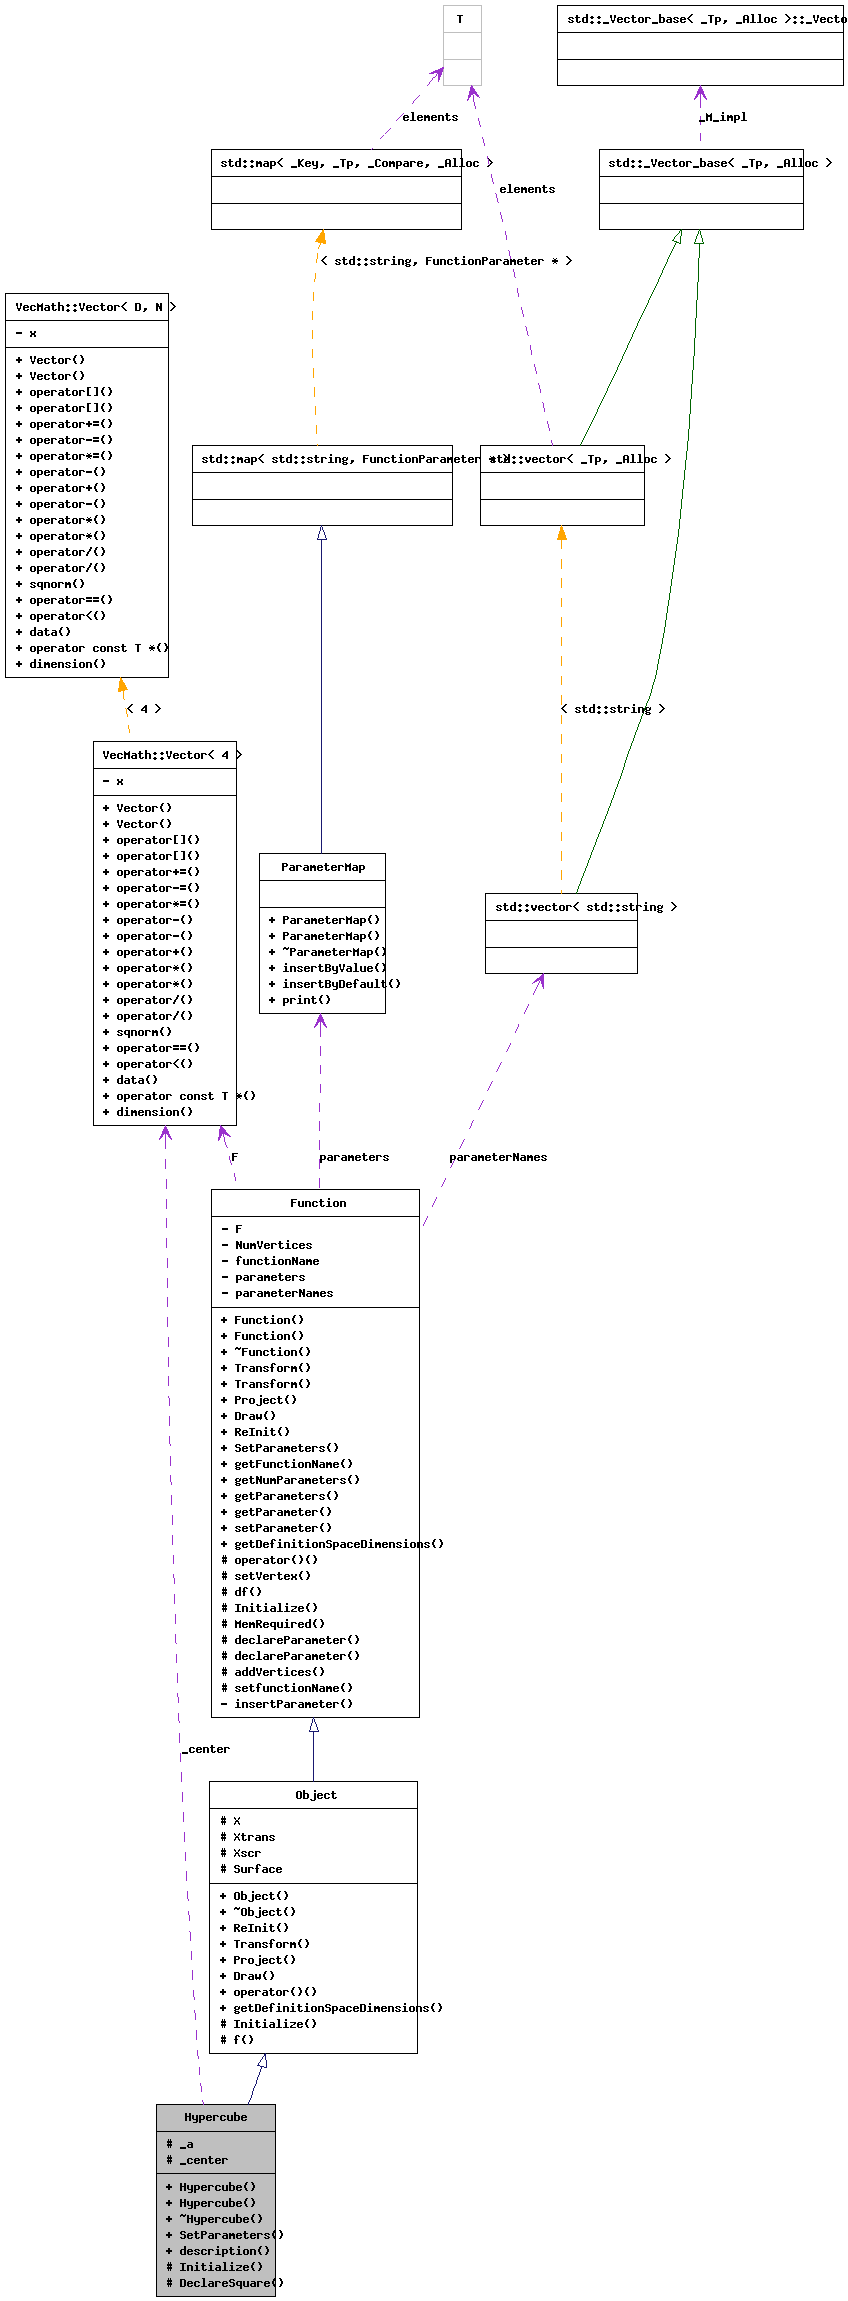 T
std::_Vector_base< _Tp, _Alloc >::_Vecto
elements
_M_impl
std::map< _Key, _Tp, _Compare, _Alloc >
std::_Vector_base< _Tp, _Alloc >
elements
< std::string, FunctionParameter * >
VecMath::Vector< D, N >
- x
+ Vector()
+ Vector()
+ operator[]()
+ operator[]()
+ operator+=()
+ operator-=()
+ operator*=()
+ operator-()
+ operator+()
+ operator-()
+ operator*()
+ operator*()
+ operator/()
+ operator/()
+ sqnorm()
+ operator==()
+ operator<()
+ data()
+ operator const T *()
+ dimension()
std::map< std::string, FunctionParameter * >
std::vector< _Tp, _Alloc >
< 4 >
< std::string >
VecMath::Vector< 4 >
- x
+ Vector()
+ Vector()
+ operator[]()
+ operator[]()
+ operator+=()
+ operator-=()
+ operator*=()
+ operator-()
+ operator-()
+ operator+()
+ operator*()
+ operator*()
+ operator/()
+ operator/()
+ sqnorm()
+ operator==()
+ operator<()
+ data()
+ operator const T *()
+ dimension()
ParameterMap
+ ParameterMap()
+ ParameterMap()
+ ~ParameterMap()
+ insertByValue()
+ insertByDefault()
+ print()
std::vector< std::string >
F
parameters
parameterNames
Function
- F
- NumVertices
- functionName
- parameters
- parameterNames
+ Function()
+ Function()
+ ~Function()
+ Transform()
+ Transform()
+ Project()
+ Draw()
+ ReInit()
+ SetParameters()
+ getFunctionName()
+ getNumParameters()
+ getParameters()
+ getParameter()
+ setParameter()
+ getDefinitionSpaceDimensions()
# operator()()
# setVertex()
# df()
# Initialize()
# MemRequired()
# declareParameter()
# declareParameter()
# addVertices()
# setfunctionName()
- insertParameter()
_center
Object
# X
# Xtrans
# Xscr
# Surface
+ Object()
+ ~Object()
+ ReInit()
+ Transform()
+ Project()
+ Draw()
+ operator()()
+ getDefinitionSpaceDimensions()
# Initialize()
# f()
Hypercube
# _a
# _center
+ Hypercube()
+ Hypercube()
+ ~Hypercube()
+ SetParameters()
+ description()
# Initialize()
# DeclareSquare()